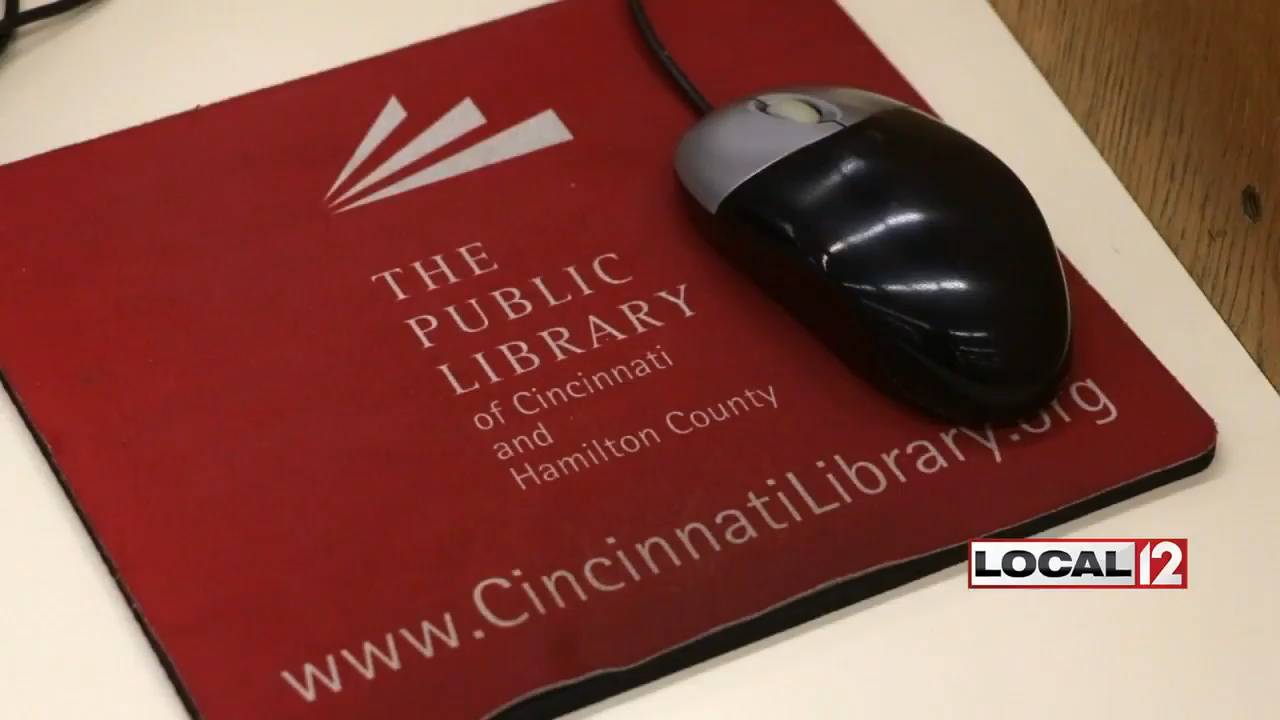 THE
PUBLIC
LIBRARY
of Cincinnati
and
Hamilton County
www.CincinnatiLibrary.org
LOCAL 12